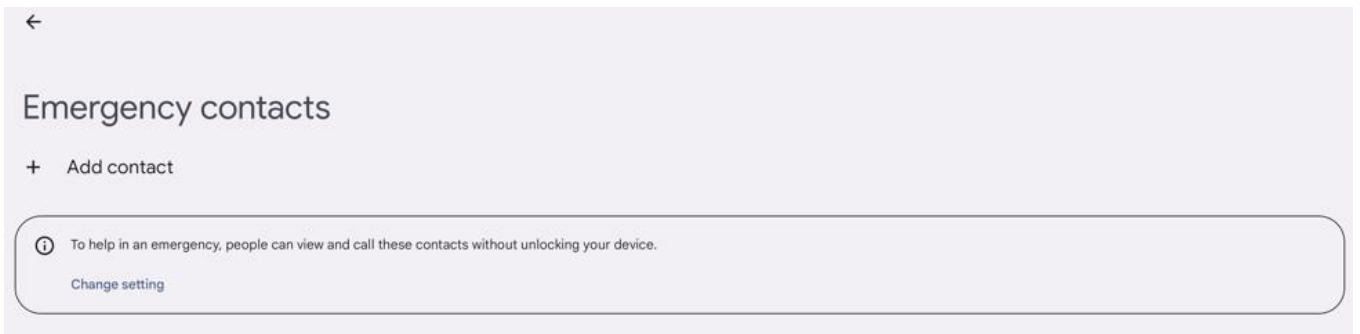 Emergency contacts
+ Add contact
To help in an emergency, people can view and call these contacts without unlocking your device.
Change setting